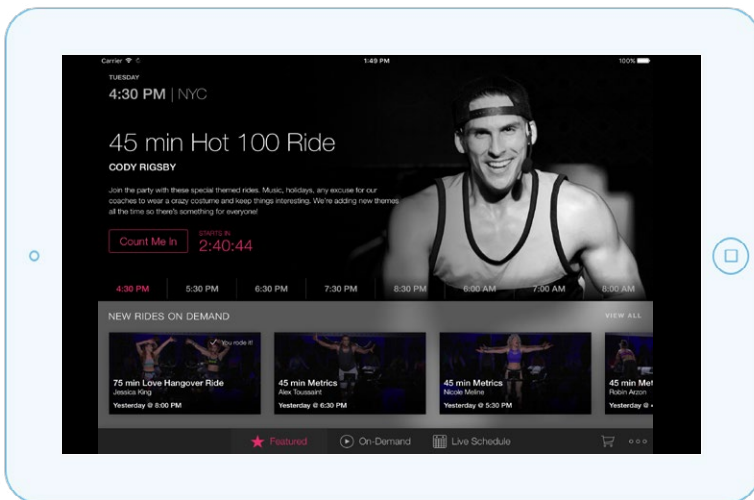 Carrier
1:49 PM
100%
TUESDAY
4:30 PM | NYC
45 min Hot 100 Ride
CODY RIGSBY
Join the party with these special themed rides. Music, holidays, any excuse for our
coaches to wear a crazy costume and keep things interesting. We're adding new themes
all the time so there's something for everyone!
Count Me In
STARTS IN
2:40:44
4:30 PM 5:30 PM 6:30 PM 7:30 PM 8:30 PM 6:00 AM 7:00 AM 8:00 AM
NEW RIDES ON DEMAND
VIEW ALL
You rode it!
75 min Love Hangover Ride
Jessica King
Yesterday @ 8:00 PM
45 min Metrics
Alex Toussaint
Yesterday @ 6:30 PM
45 min Metrics
Nicole Meline
Yesterday @ 5:30 PM
45 min Met
Robin Arzon
Yesterday @
Featured On-Demand Live Schedule